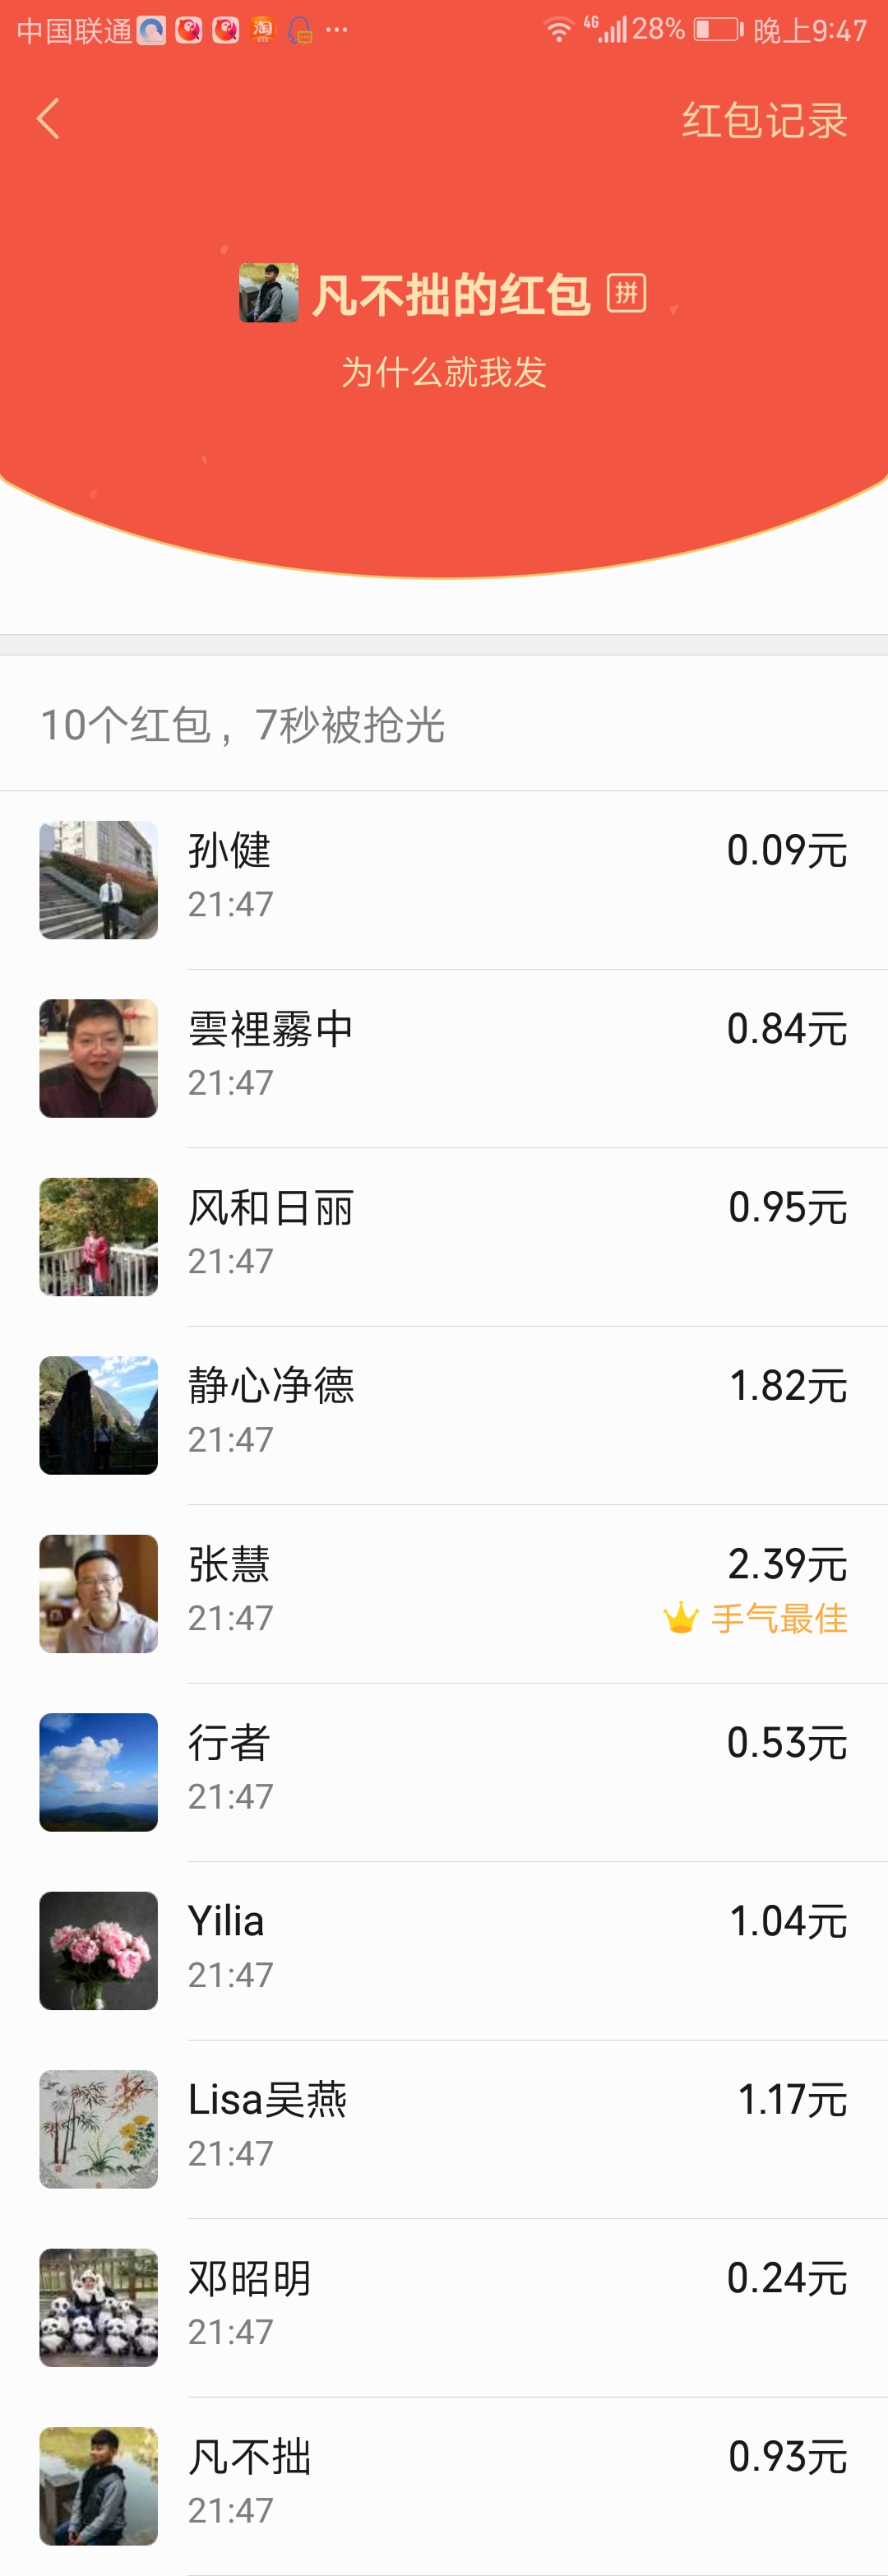 中国联通 淘 ... 4G 28% 晚上9:47
红包记录
凡不拙的红包 拼
为什么就我发
10个红包，7秒被抢光
孙健 0.09元
21:47
雲裡霧中 0.84元
21:47
风和日丽 0.95元
21:47
静心净德 1.82元
21:47
张慧 2.39元
21:47 手气最佳
行者 0.53元
21:47
Yilia 1.04元
21:47
Lisa吴燕 1.17元
21:47
邓昭明 0.24元
21:47
凡不拙 0.93元
21:47